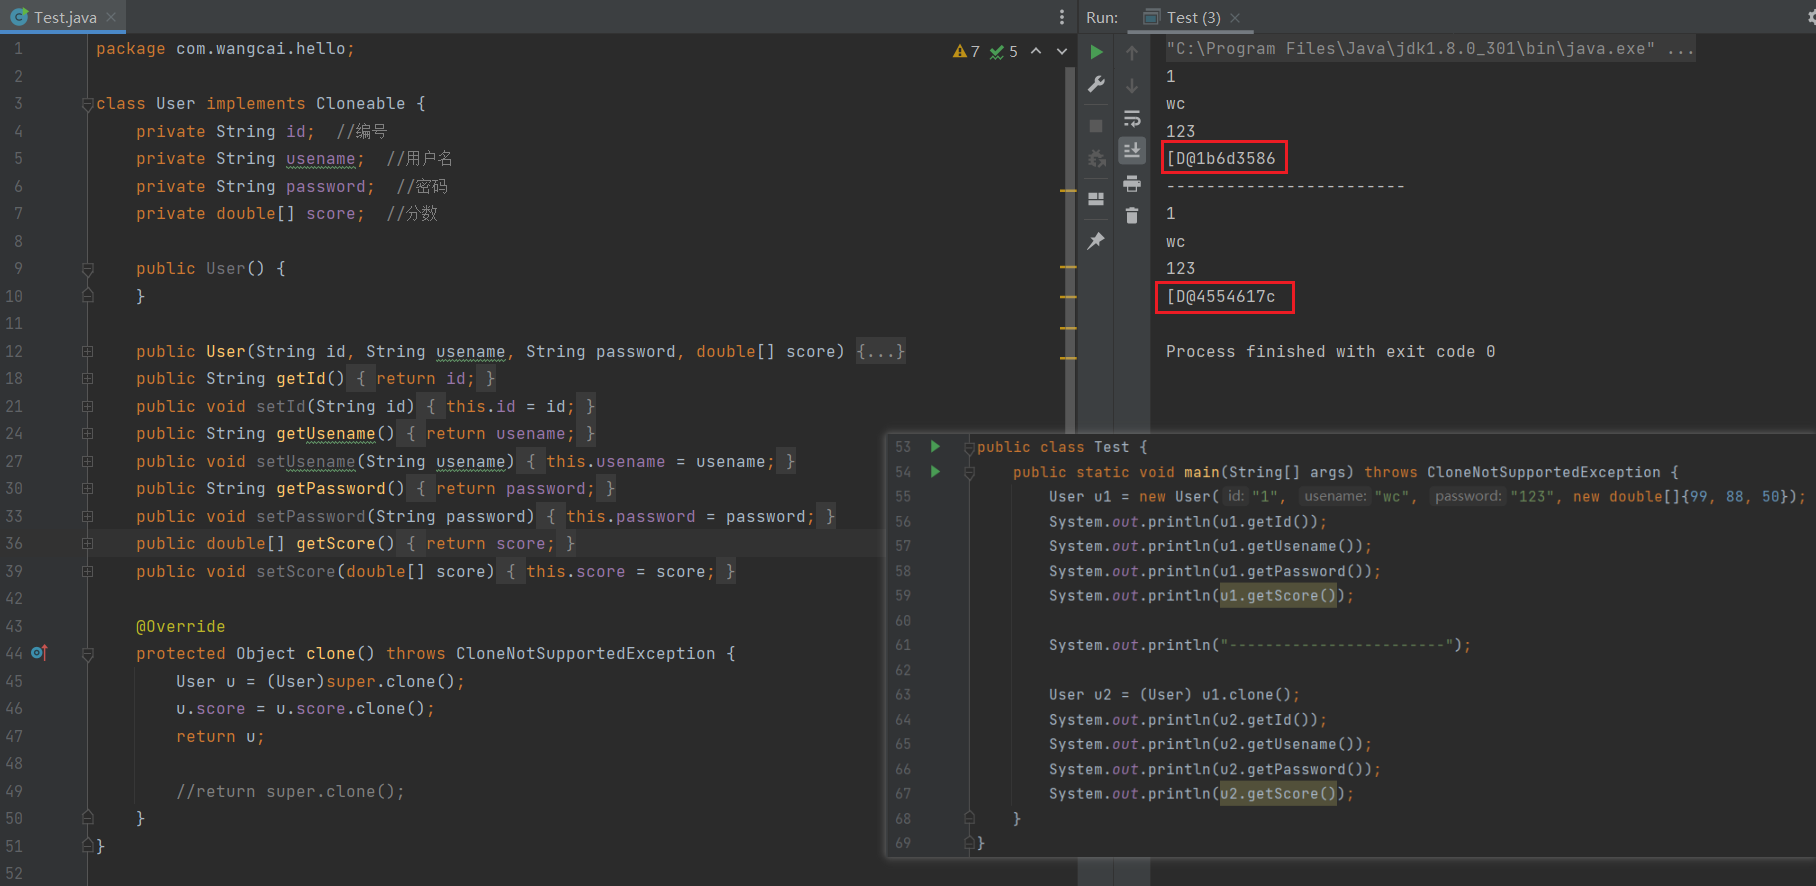 Test.java
package com.wangcai.hello;
7 5
class User implements Cloneable {
private String id;  //编号
private String usename;  //用户名
private String password;  //密码
private double[] score;  //分数
public User() {
}
public User(String id, String usename, String password, double[] score) {...}
public String getId() { return id; }
public void setId(String id) { this.id = id; }
public String getUsename() { return usename; }
public void setUsename(String usename) { this.usename = usename; }
public String getPassword() { return password; }
public void setPassword(String password) { this.password = password; }
public double[] getScore() { return score; }
public void setScore(double[] score) { this.score = score; }
@Override
protected Object clone() throws CloneNotSupportedException {
User u = (User)super.clone();
u.score = u.score.clone();
return u;
//return super.clone();
}
}
1
2
3
4
5
6
7
8
9
10
11
12
18
21
24
27
30
33
36
39
42
43
44
45
46
47
48
49
50
51
52
Run: Test (3)
"C:\Program Files\Java\jdk1.8.0_301\bin\java.exe" ...
1
wc
123
[D@1b6d3586
------------------------
1
wc
123
[D@4554617c
Process finished with exit code 0
53 public class Test {
54 public static void main(String[] args) throws CloneNotSupportedException {
55 User u1 = new User( id: "1", usename: "wc", password: "123", new double[]{99, 88, 50});
56 System.out.println(u1.getId());
57 System.out.println(u1.getUsename());
58 System.out.println(u1.getPassword());
59 System.out.println(u1.getScore());
60
61 System.out.println("------------------------");
62
63 User u2 = (User) u1.clone();
64 System.out.println(u2.getId());
65 System.out.println(u2.getUsename());
66 System.out.println(u2.getPassword());
67 System.out.println(u2.getScore());
68 }
69 }